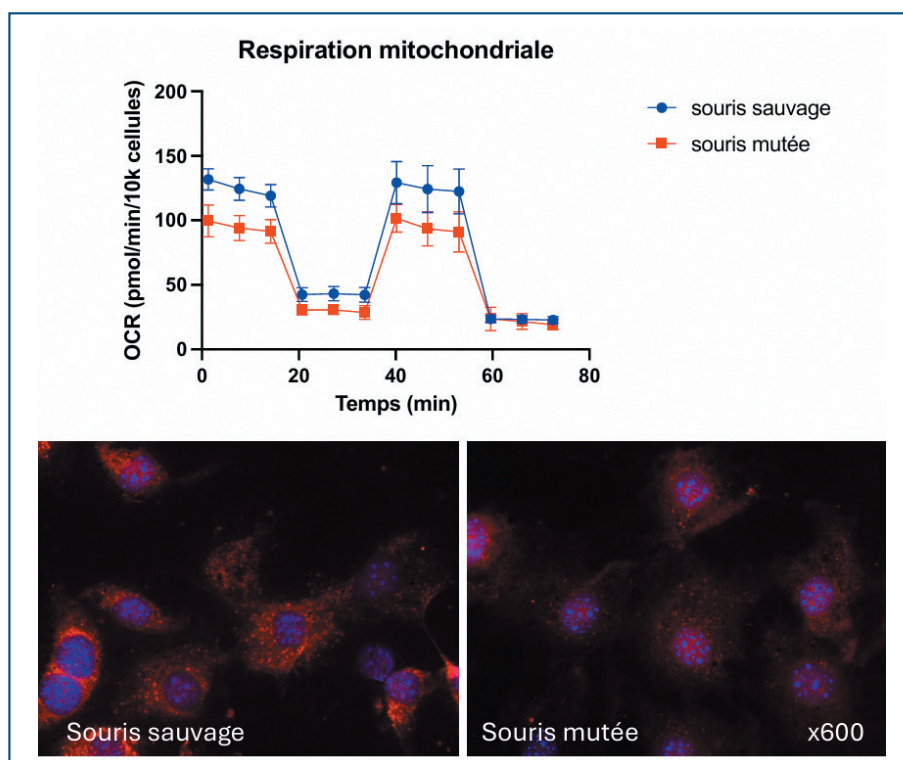 Respiration mitochondriale
OCR (pmol/min/10k cellules)
200
150
100
50
0
0 20 40 60 80
Temps (min)
souris sauvage
souris mutée
Souris sauvage
Souris mutée x600